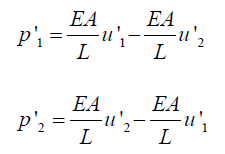 p'₁ = EA/L u'₁ − EA/L u'₂
p'₂ = EA/L u'₂ − EA/L u'₁